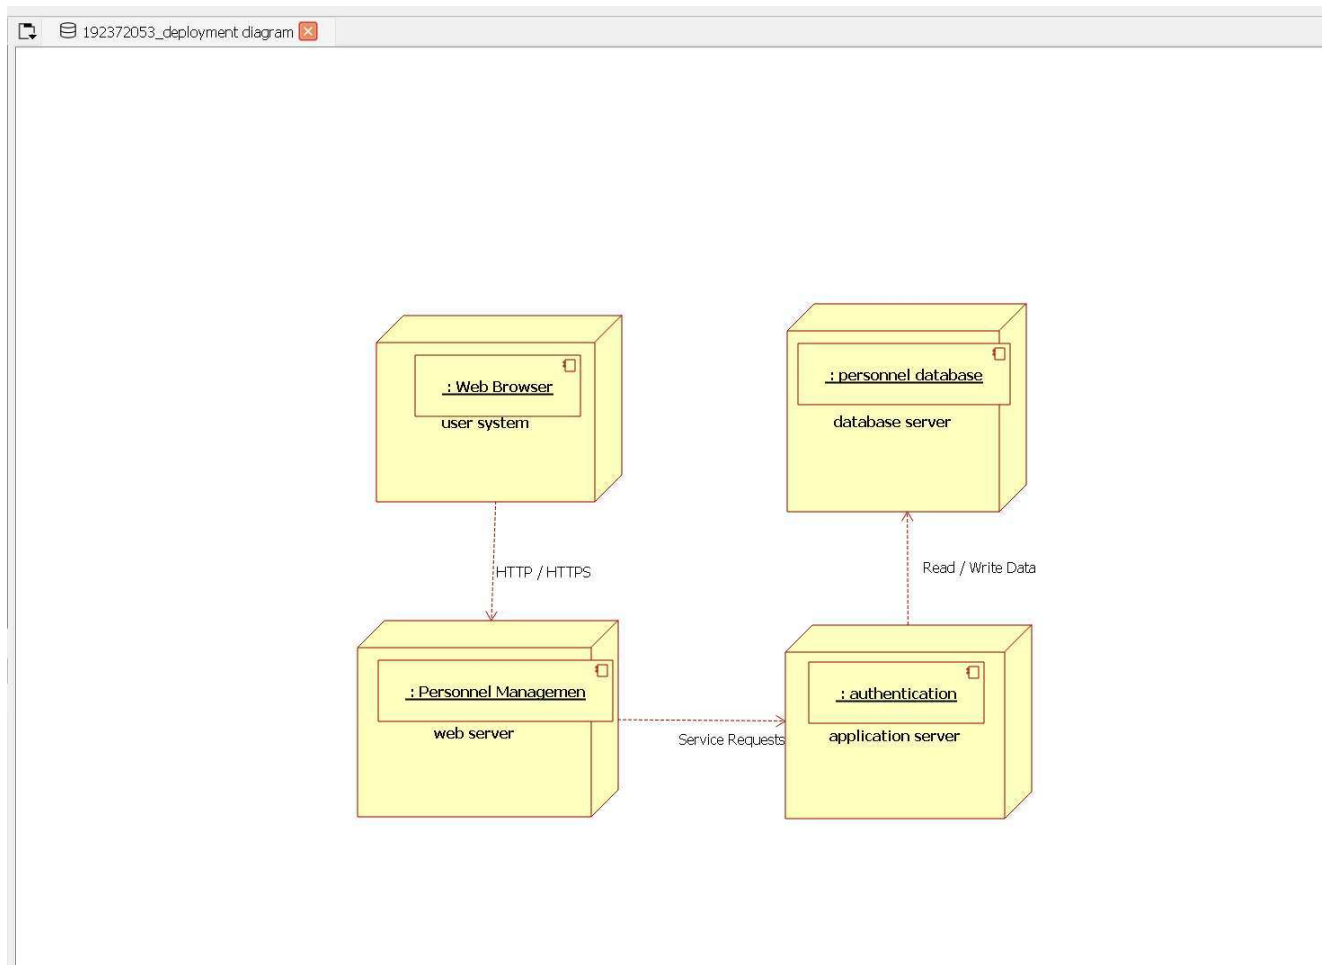 192372053_deployment diagram
: Web Browser
user system
: personnel database
database server
HTTP / HTTPS
Read / Write Data
: Personnel Managemen
web server
Service Requests
: authentication
application server